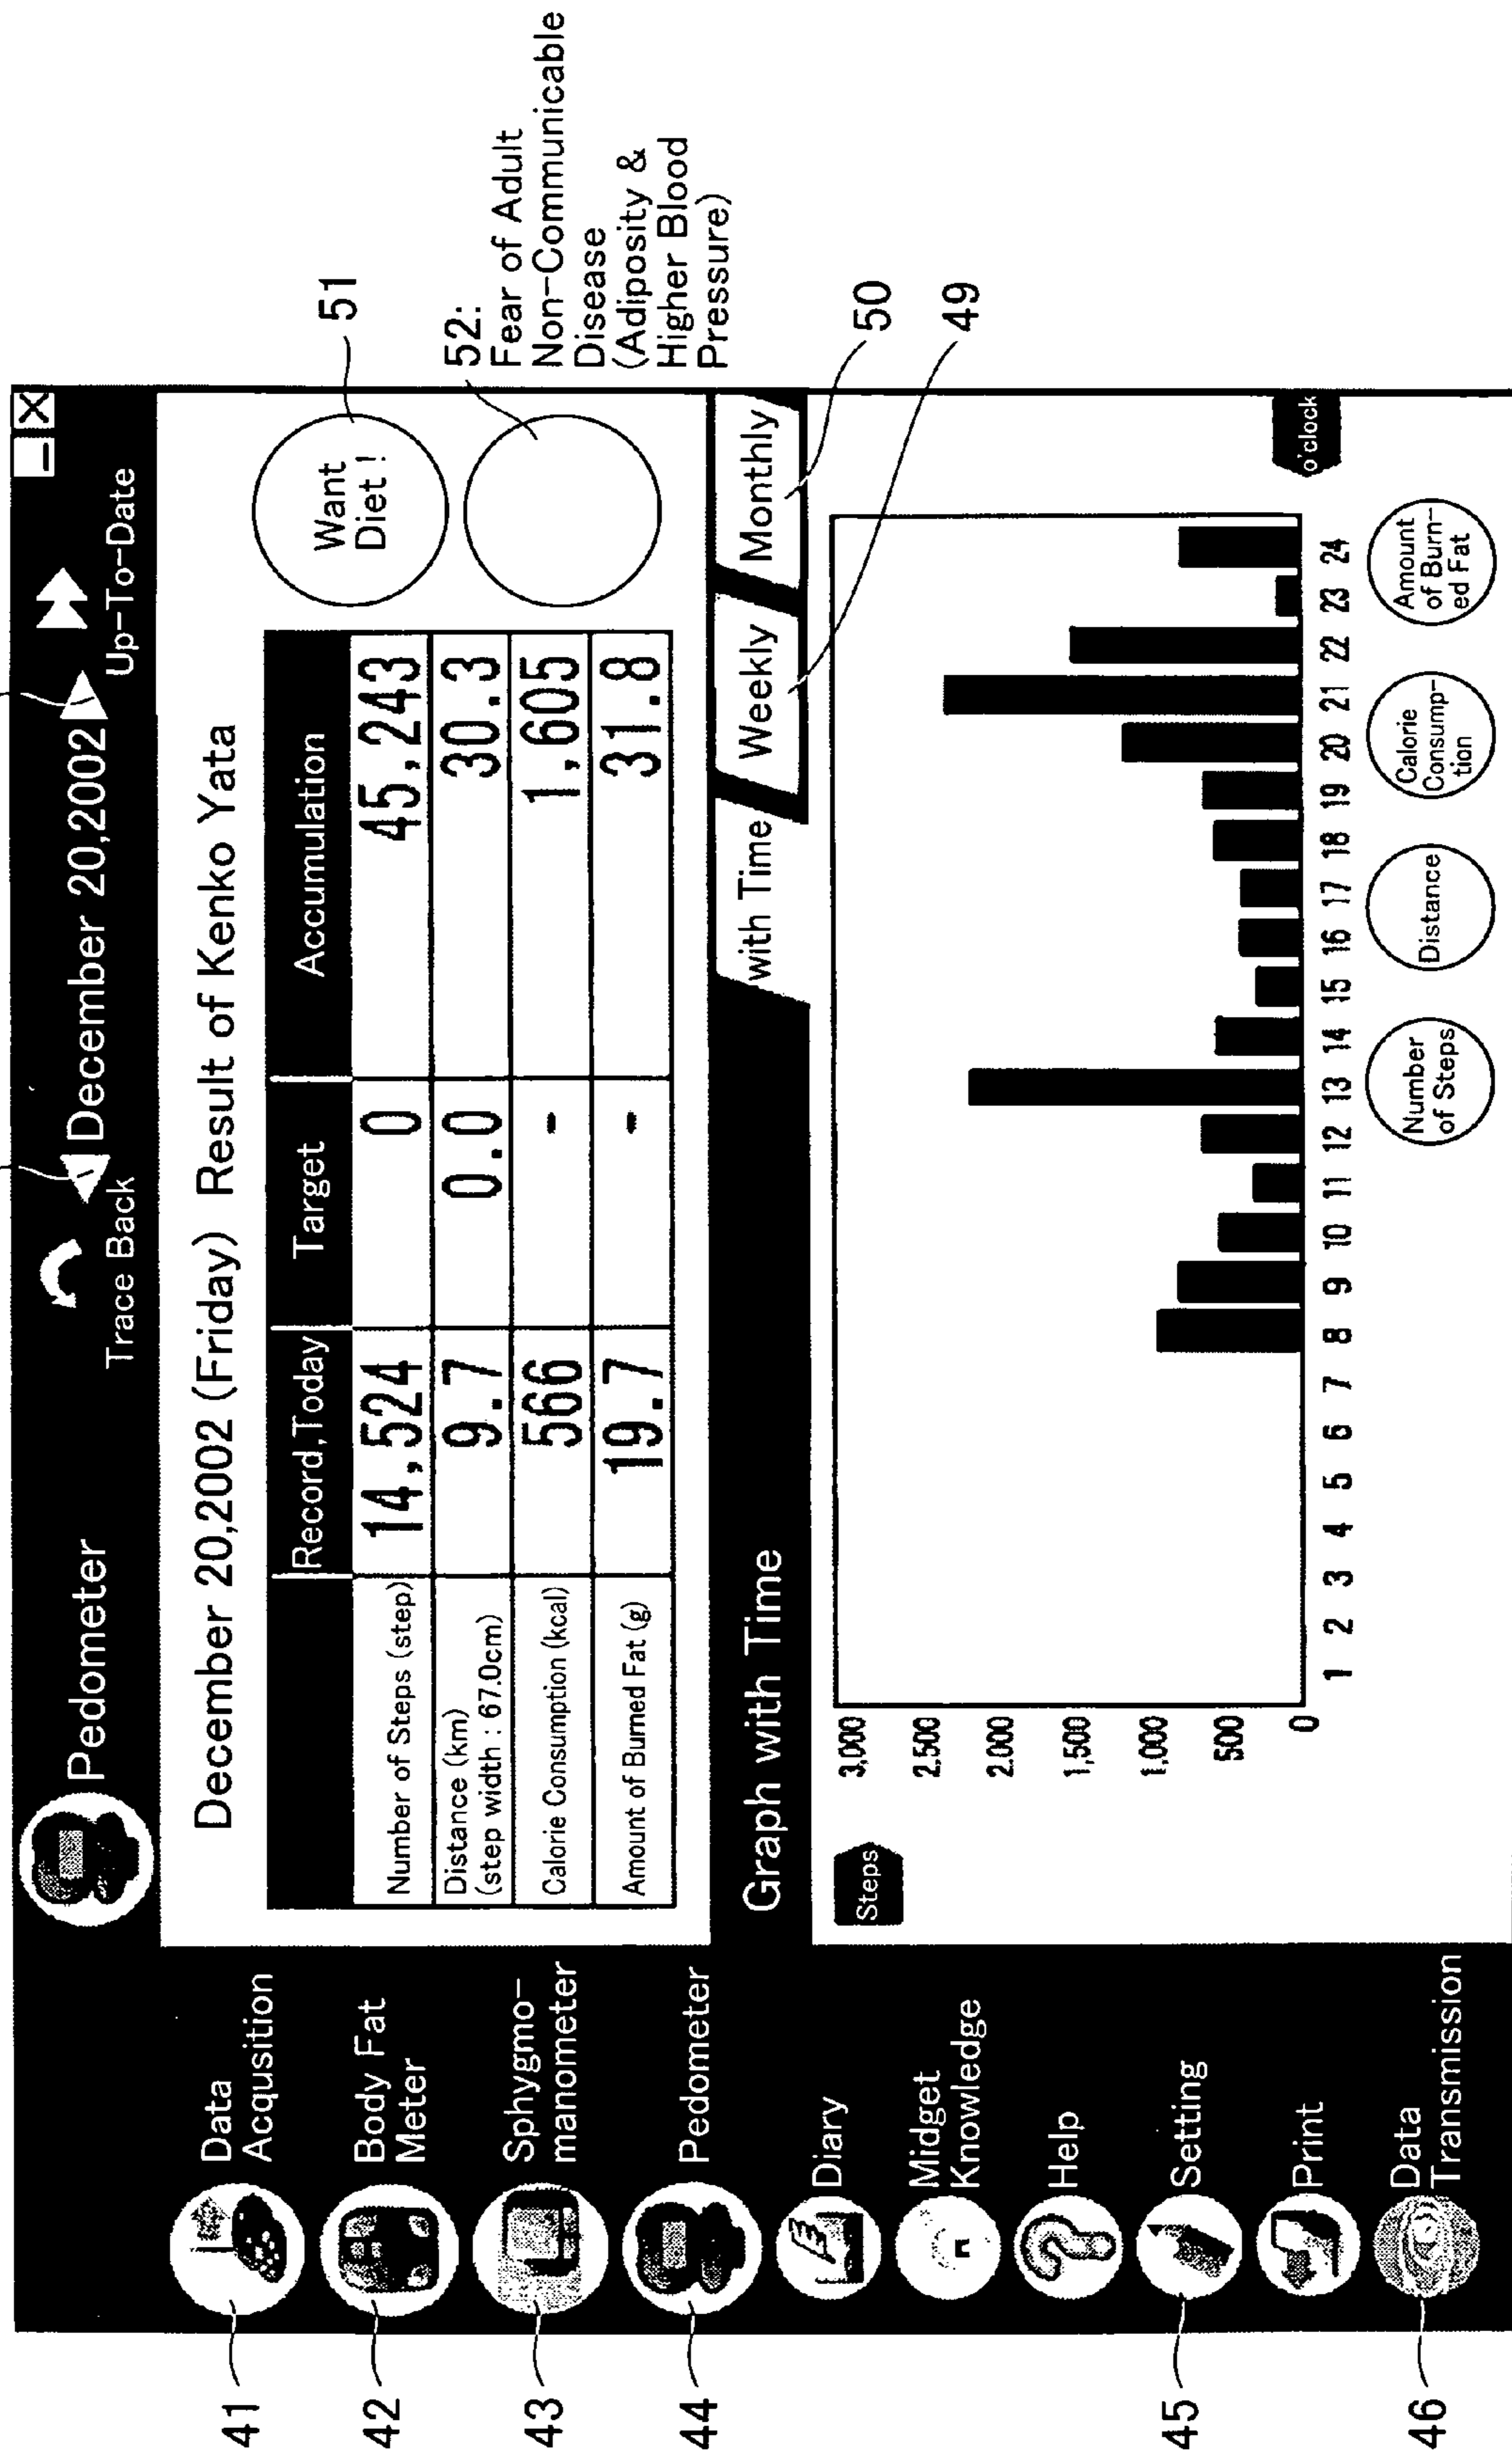 Pedometer
Trace Back
December 20,2002
Up-To-Date
41
Data
Acqusition
42
Body Fat
Meter
43
Sphygmo-
manometer
44
Pedometer
Diary
Midget
Knowledge
Help
45
Setting
Print
46
Data
Transmission
December 20,2002 (Friday) Result of Kenko Yata
Record,Today Target Accumulation
Number of Steps (step) 14,524 0 45,243
Distance (km)
(step width : 67.0cm) 9.7 0.0 30.3
Calorie Consumption (kcal) 566 - 1,605
Amount of Burned Fat (g) 19.7 - 31.8
Want
Diet !
51
52:
Fear of Adult
Non-Communicable
Disease
(Adiposity &
Higher Blood
Pressure)
Graph with Time
with Time Weekly Monthly
50
49
Steps
3,000
2,500
2,000
1,500
1,000
500
0
1 2 3 4 5 6 7 8 9 10 11 12 13 14 15 16 17 18 19 20 21 22 23 24
o'clock
Number
of Steps
Distance
Calorie
Consump-
tion
Amount
of Burn-
ed Fat